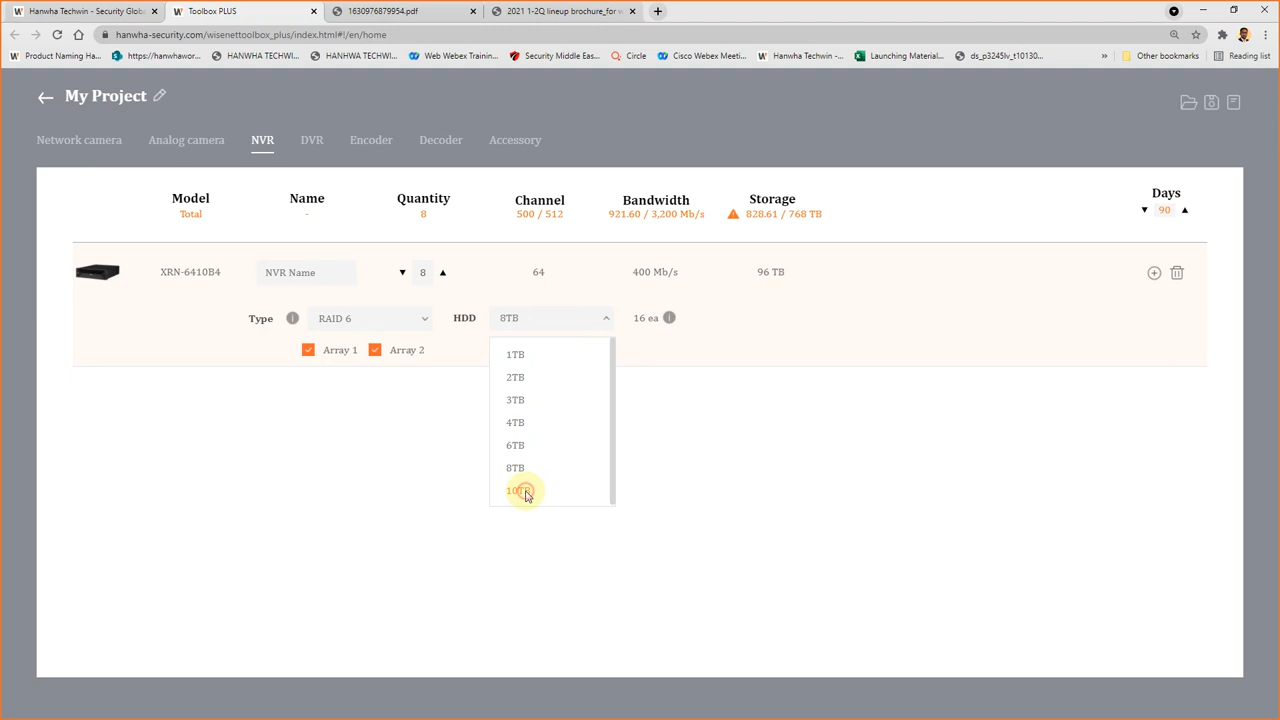 Hanwha Techwin - Security Globa
Toolbox PLUS
1630976879954.pdf
2021 1-2Q lineup brochure_for w
hanwha-security.com/wisenettoolbox_plus/index.html#!/en/home
Product Naming Ha...
https://hanwhawor...
HANWHA TECHWI...
HANHWA TECHWI...
Web Webex Trainin...
Security Middle Eas...
Circle
Cisco Webex Meeti...
Hanwha Techwin -...
Launching Material...
ds_p3245lv_t10130...
»
Other bookmarks
Reading list
My Project
Network camera
Analog camera
NVR
DVR
Encoder
Decoder
Accessory
Model
Name
Quantity
Channel
Bandwidth
Storage
Days
Total
-
8
500 / 512
921.60 / 3,200 Mb/s
828.61 / 768 TB
90
XRN-6410B4
NVR Name
8
64
400 Mb/s
96 TB
Type
RAID 6
HDD
8TB
16 ea
Array 1
Array 2
1TB
2TB
3TB
4TB
6TB
8TB
10TB